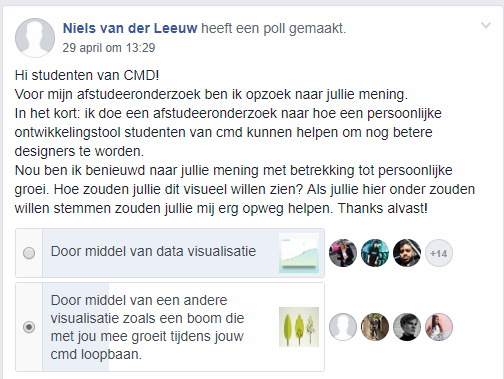 Niels van der Leeuw heeft een poll gemaakt.
29 april om 13:29
Hi studenten van CMD!
Voor mijn afstudeeronderzoek ben ik opzoek naar jullie mening.
In het kort: ik doe een afstudeeronderzoek naar hoe een persoonlijke
ontwikkelingstool studenten van cmd kunnen helpen om nog betere
designers te worden.
Nou ben ik benieuwd naar jullie mening met betrekking tot persoonlijke
groei. Hoe zouden jullie dit visueel willen zien? Als jullie hier onder zouden
willen stemmen zouden jullie mij erg opweg helpen. Thanks alvast!
Door middel van data visualisatie
+14
Door middel van een andere
visualisatie zoals een boom die
met jou mee groeit tijdens jouw
cmd loopbaan.